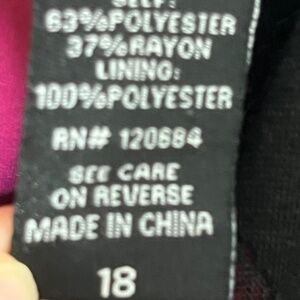 SELF:
63%POLYESTER
37%RAYON
LINING:
100%POLYESTER
RN# 120684
SEE CARE
ON REVERSE
MADE IN CHINA
18